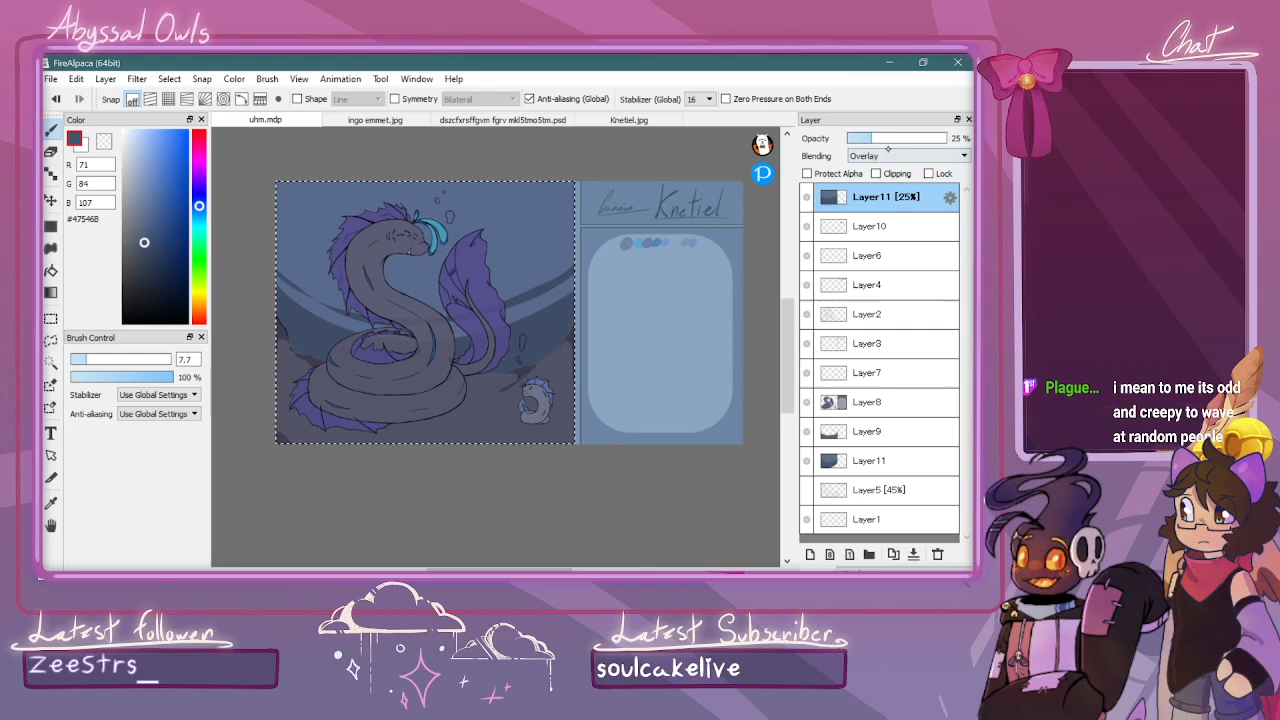 Abyssal Owls
Chat
FireAlpaca (64bit)
File Edit Layer Filter Select Snap Color Brush View Animation Tool Window Help
Snap off Shape Line Symmetry Bilateral Anti-aliasing (Global) Stabilizer (Global) 16 Zero Pressure on Both Ends
Color
uhm.mdp ingo emmet.jpg dszcfxrsffgvm fgrv mkl5tmo5tm.psd Knetiel.jpg
Layer
Opacity 25 %
Blending Overlay
Protect Alpha Clipping Lock
R 71
G 84
B 107
#47546B
Layer11 [25%]
Layer10
Layer6
Layer4
Layer2
Layer3
Layer7
Layer8
Layer9
Layer11
Layer5 [45%]
Layer1
Knetiel
P
Brush Control
7.7
100 %
Stabilizer Use Global Settings
Anti-aliasing Use Global Settings
T
1ST Plague... i mean to me its odd
and creepy to wave
at random people
Latest follower
zeeStrs_
Latest Subscriber
soulcakelive